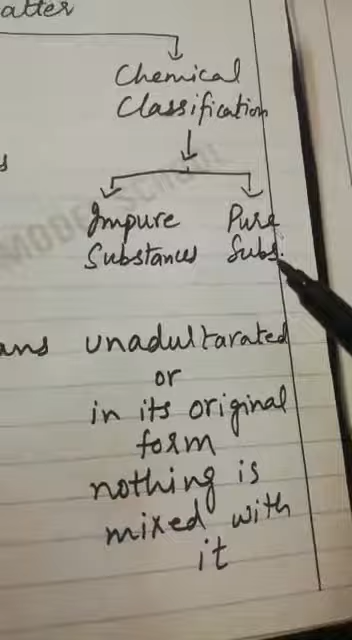 atter
Chemical
Classification
s
Impure Pure
Substances Subs.
ans unadultarated
or
in its original
form
nothing is
mixed with
it